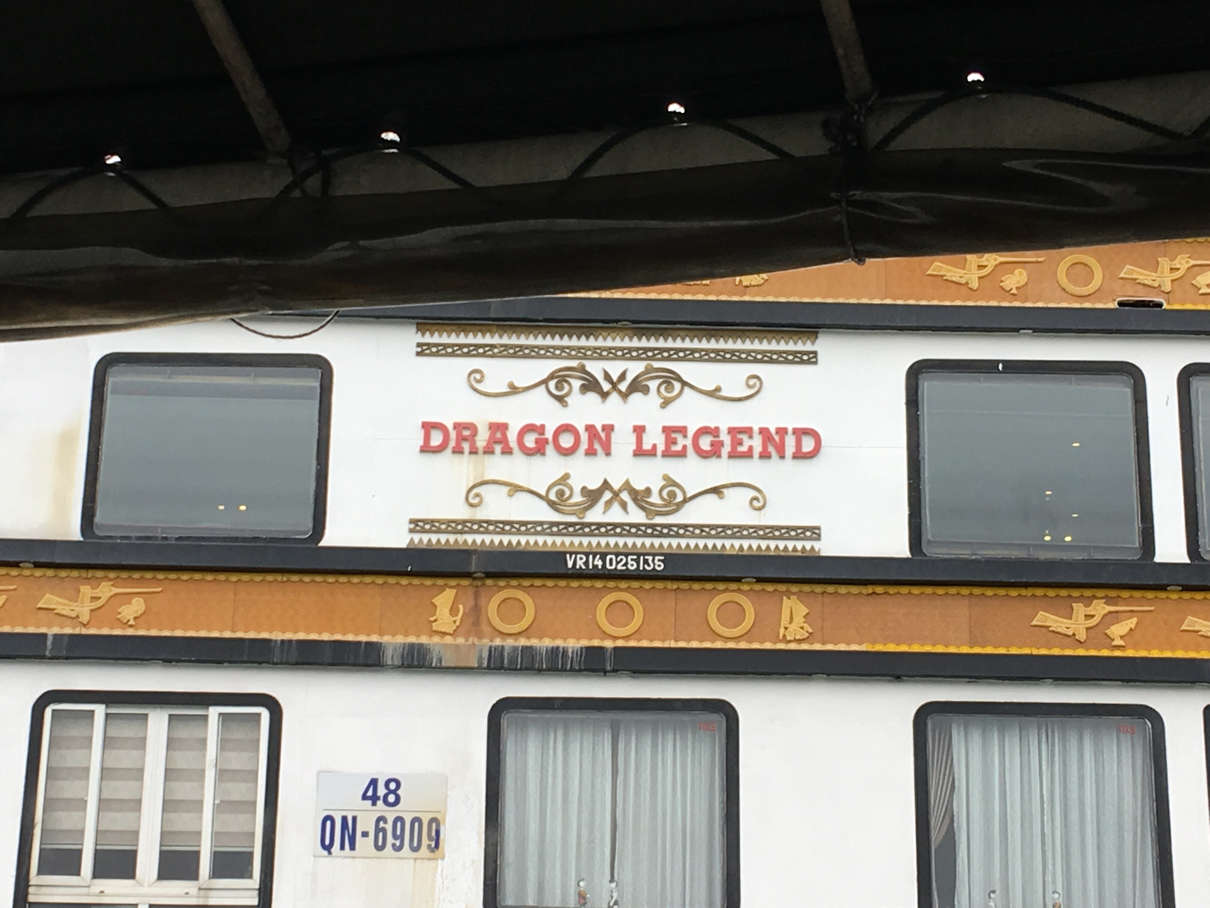 DRAGON LEGEND
VR14025135
48
QN-6909